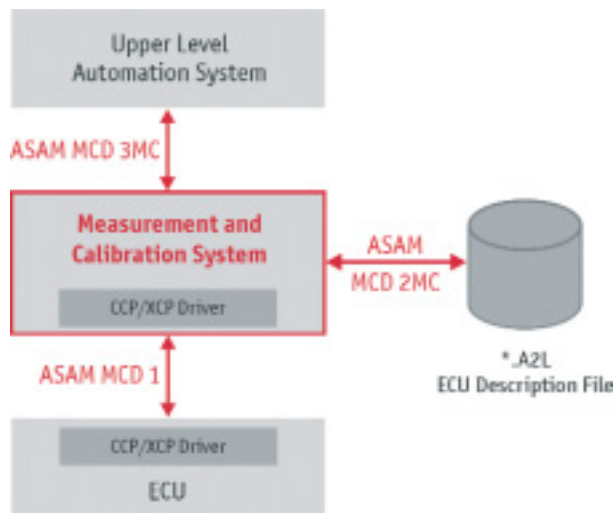 Upper Level
Automation System
ASAM MCD 3MC
Measurement and
Calibration System
CCP/XCP Driver
ASAM
MCD 2MC
*.A2L
ECU Description File
ASAM MCD 1
CCP/XCP Driver
ECU